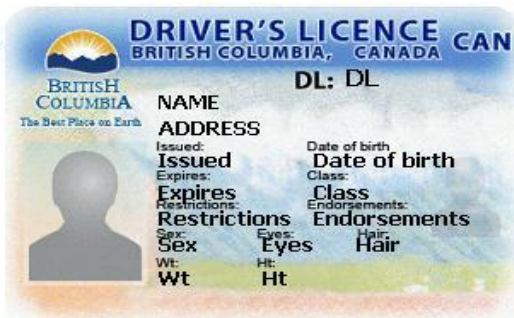 DRIVER'S LICENCE CAN
BRITISH COLUMBIA, CANADA
BRITISH
COLUMBIA
The Best Place on Earth
DL: DL
NAME
ADDRESS
Issued: Date of birth
Issued Date of birth
Expires: Class:
Expires Class
Restrictions: Endorsements:
Restrictions Endorsements
Sex: Eyes: Hair:
Sex Eyes Hair
Wt: Ht:
Wt Ht